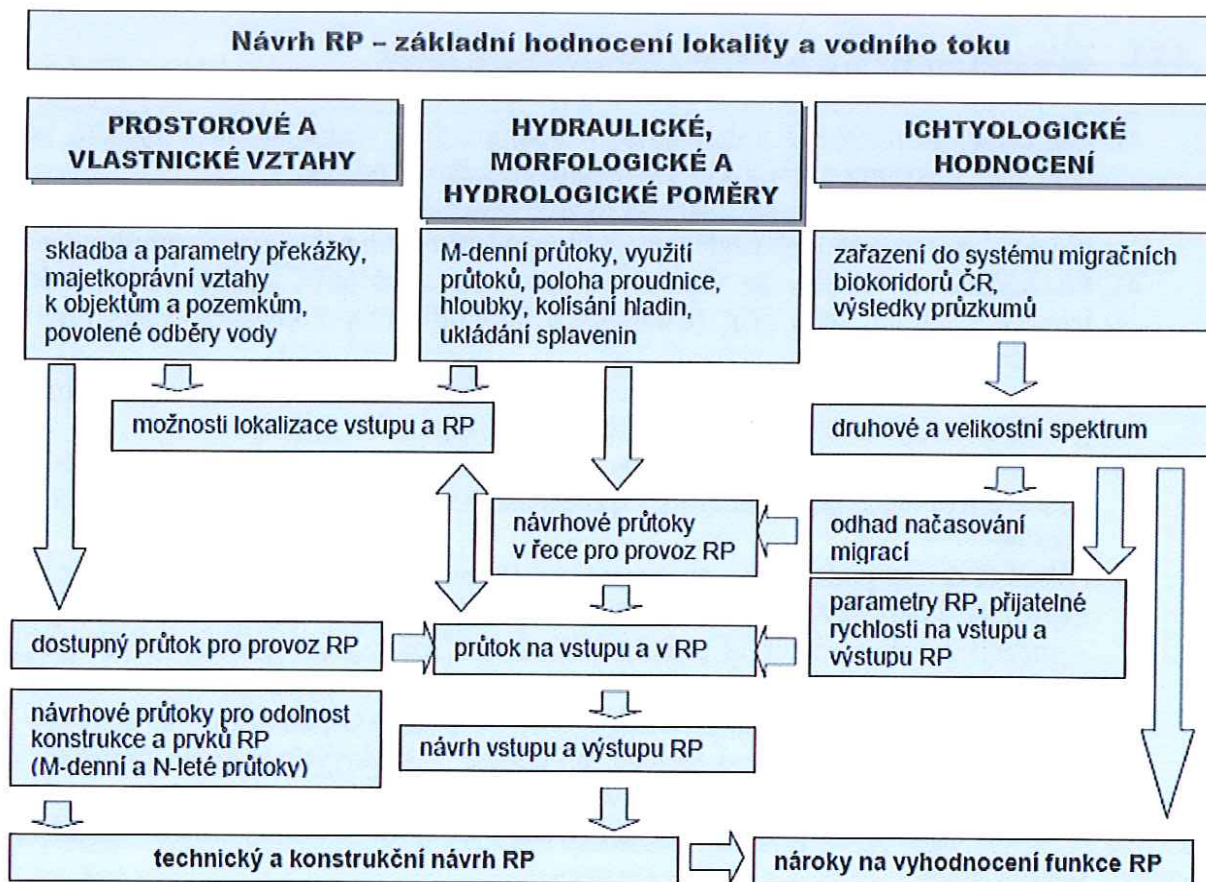 Návrh RP – základní hodnocení lokality a vodního toku
PROSTOROVÉ A
VLASTNICKÉ VZTAHY
HYDRAULICKÉ,
MORFOLOGICKÉ A
HYDROLOGICKÉ POMĚRY
ICHTYOLOGICKÉ
HODNOCENÍ
skladba a parametry překážky,
majetkoprávní vztahy
k objektům a pozemkům,
povolené odběry vody
M-denní průtoky, využití
průtoků, poloha proudnice,
hloubky, kolísání hladin,
ukládání splavenin
zařazení do systému migračních
biokoridorů ČR,
výsledky průzkumů
možnosti lokalizace vstupu a RP
druhové a velikostní spektrum
návrhové průtoky
v řece pro provoz RP
odhad načasování
migrací
parametry RP, přijatelné
rychlosti na vstupu a
výstupu RP
dostupný průtok pro provoz RP
průtok na vstupu a v RP
návrhové průtoky pro odolnost
konstrukce a prvků RP
(M-denní a N-leté průtoky)
návrh vstupu a výstupu RP
technický a konstrukční návrh RP
nároky na vyhodnocení funkce RP